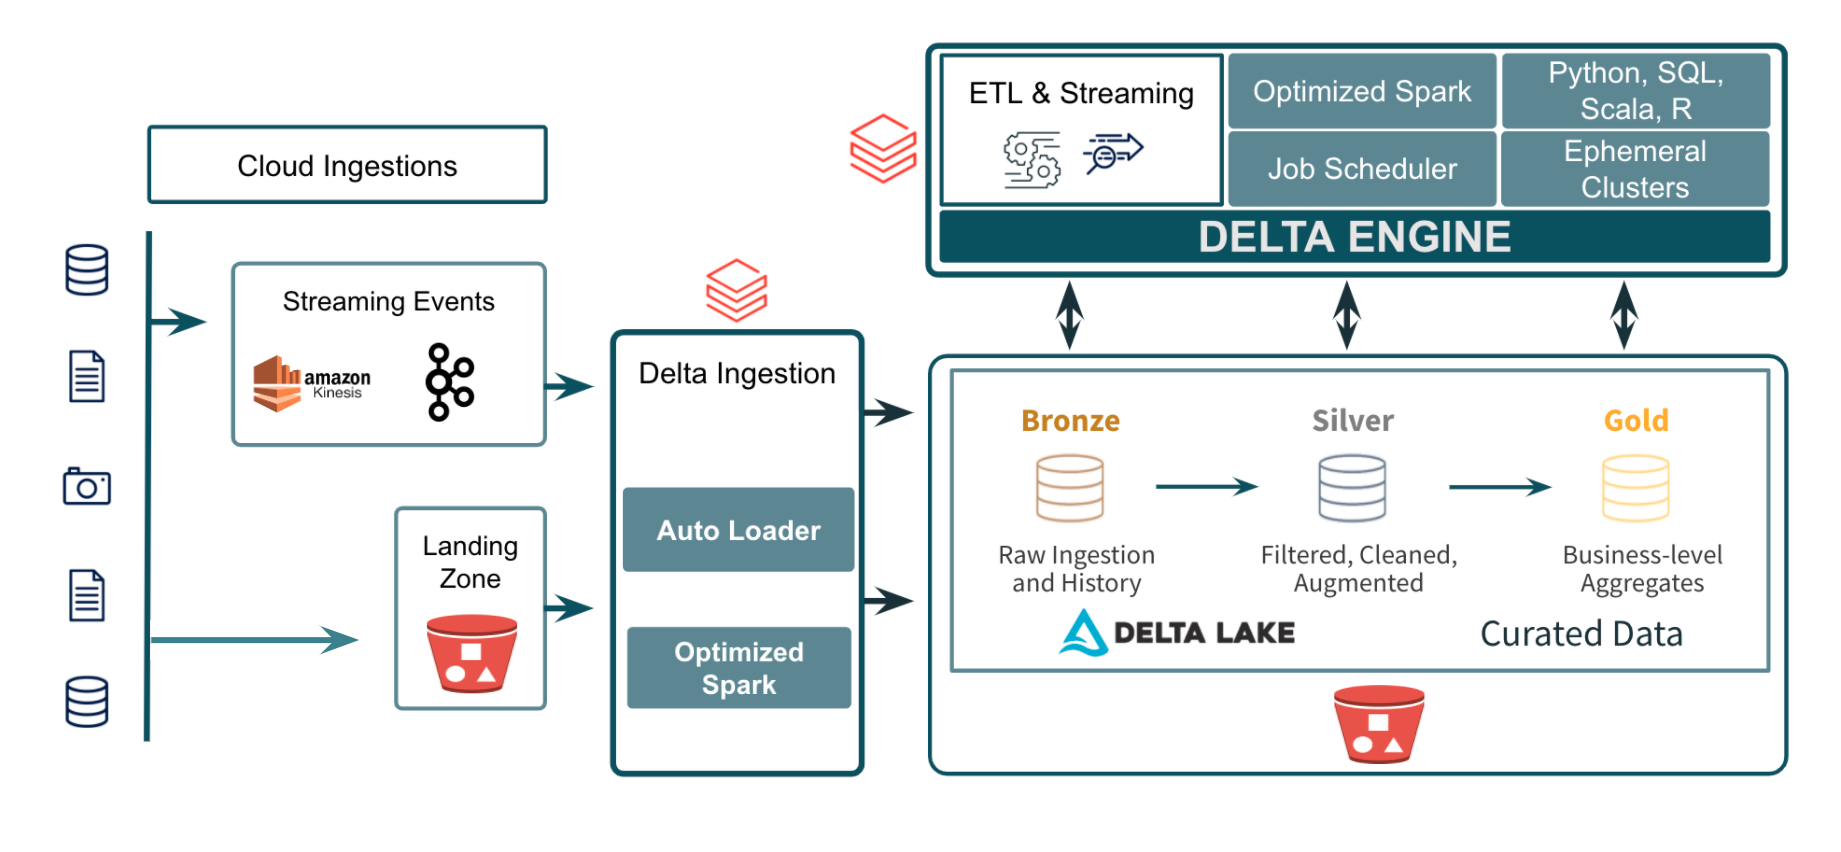 Cloud Ingestions
Streaming Events
amazon
Kinesis
Landing
Zone
Delta Ingestion
Auto Loader
Optimized
Spark
ETL & Streaming
Optimized Spark
Python, SQL,
Scala, R
Job Scheduler
Ephemeral
Clusters
DELTA ENGINE
Bronze
Silver
Gold
Raw Ingestion
and History
Filtered, Cleaned,
Augmented
Business-level
Aggregates
DELTA LAKE
Curated Data